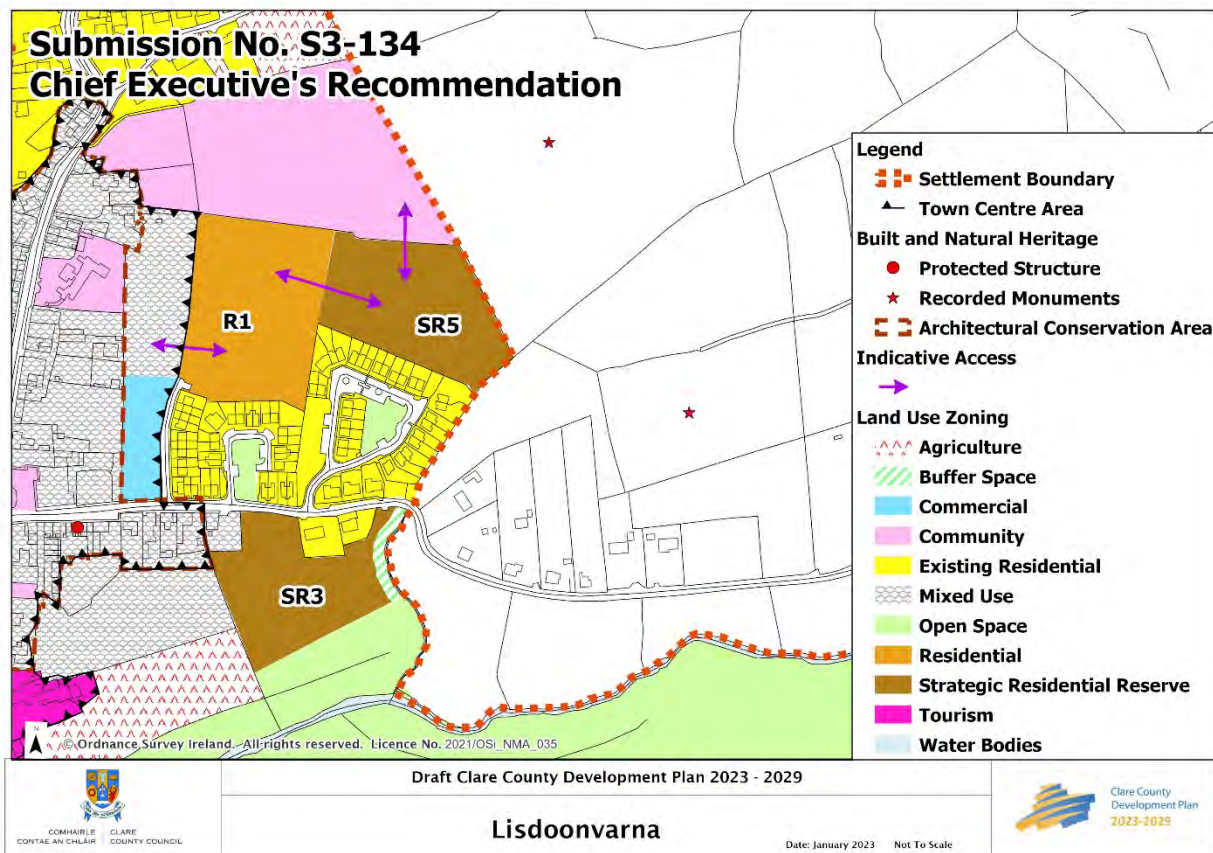 Submission No. S3-134
Chief Executive's Recommendation
R1
SR5
SR3
Legend
Settlement Boundary
Town Centre Area
Built and Natural Heritage
Protected Structure
Recorded Monuments
Architectural Conservation Area
Indicative Access
Land Use Zoning
Agriculture
Buffer Space
Commercial
Community
Existing Residential
Mixed Use
Open Space
Residential
Strategic Residential Reserve
Tourism
Water Bodies
N
© Ordnance Survey Ireland. All rights reserved. Licence No. 2021/OSi_NMA_035
COMHAIRLE CONTAE AN CHLÁIR
CLARE COUNTY COUNCIL
Draft Clare County Development Plan 2023 - 2029
Lisdoonvarna
Date: January 2023 Not To Scale
Clare County
Development Plan
2023-2029